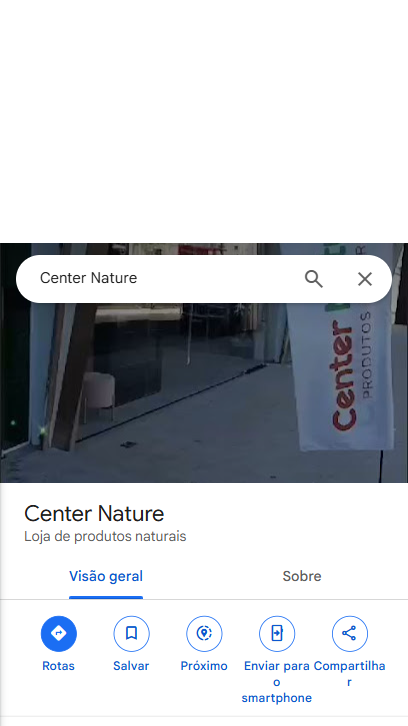 Center Nature
Center
PRODUTOS
Center Nature
Loja de produtos naturais
Visão geral
Sobre
Rotas
Salvar
Próximo
Enviar para o smartphone
Compartilhar